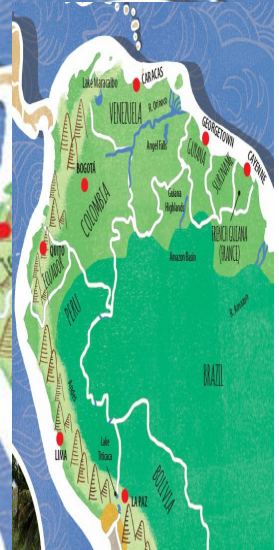 Lake Maracaibo
CARACAS
VENEZUELA
R. Orinoco
GEORGETOWN
Angel Falls
GUYANA
CAYENNE
SURINAME
BOGOTÁ
COLOMBIA
Guiana
Highlands
FRENCH GUIANA
(FRANCE)
QUITO
ECUADOR
Amazon Basin
PERU
R. Amazon
BRAZIL
Andes
LIMA
Lake
Titicaca
BOLIVIA
LA PAZ